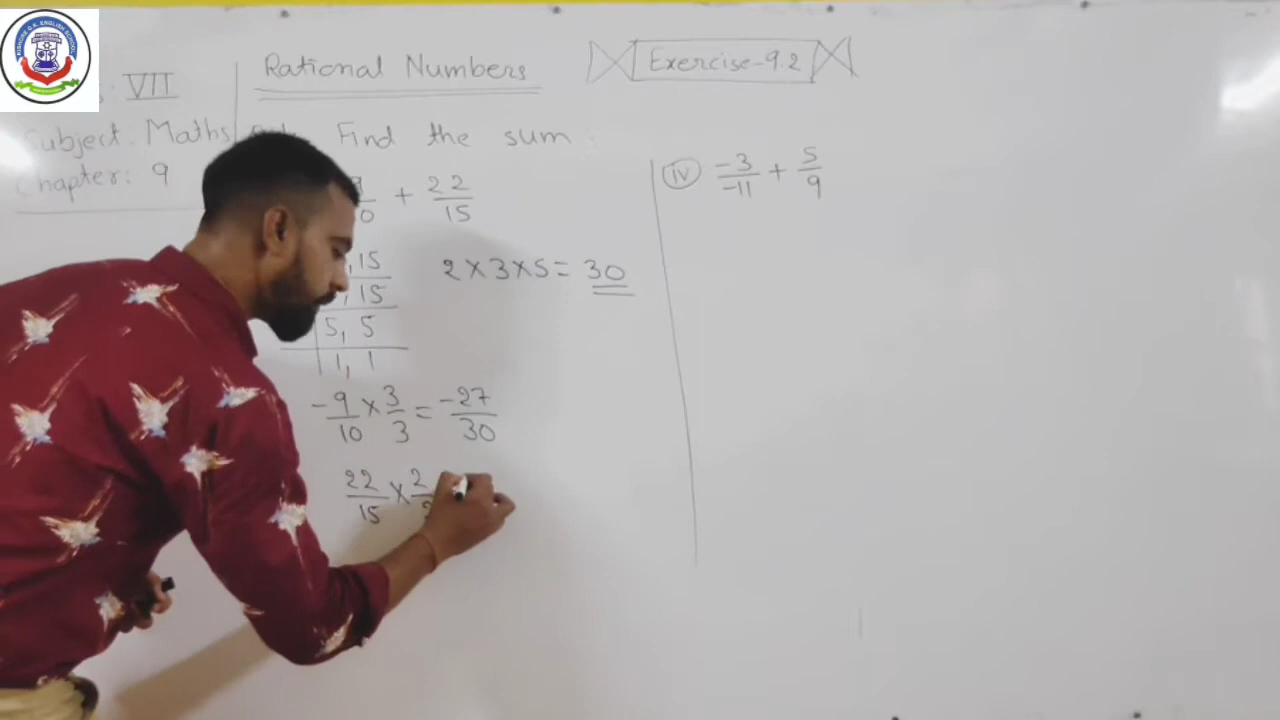 VII
Rational Numbers
Exercise-9.2
Subject: Maths
Find the sum :
Chapter: 9
+ 22/15
, 15
, 15
5, 5
1, 1
2 × 3 × 5 = 30
-9/10 × 3/3 = -27/30
22/15 × 2
iv -3/-11 + 5/9